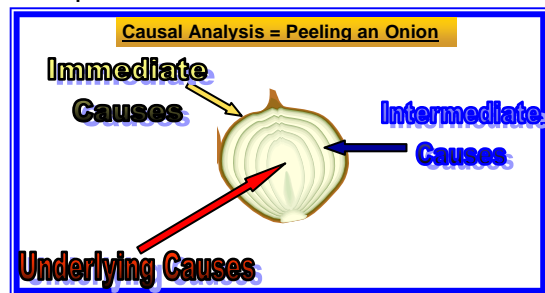 Causal Analysis = Peeling an Onion
Immediate
Causes
Intermediate
Causes
Underlying Causes